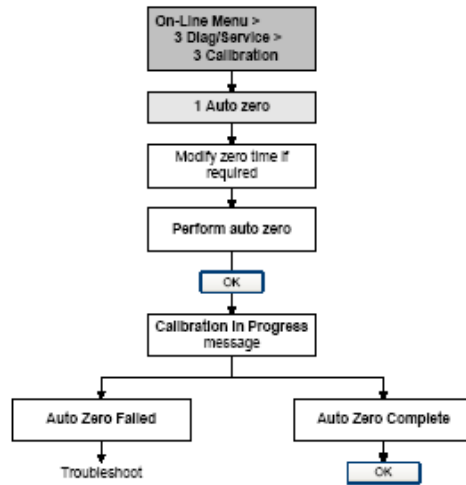 On-Line Menu >
3 Diag/Service >
3 Calibration
1 Auto zero
Modify zero time if
required
Perform auto zero
OK
Calibration in Progress
message
Auto Zero Failed
Auto Zero Complete
Troubleshoot
OK